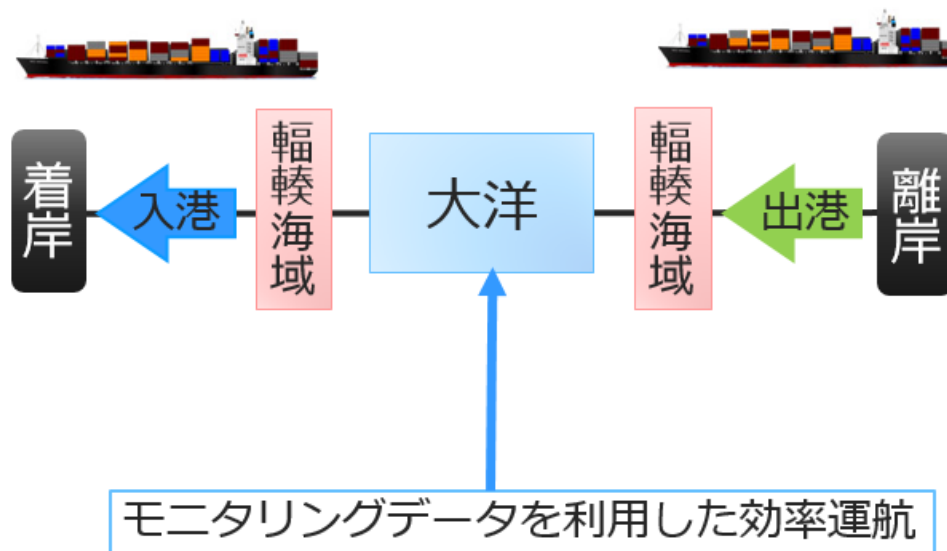 着岸
入港
輻輳海域
大洋
輻輳海域
出港
離岸
モニタリングデータを利用した効率運航